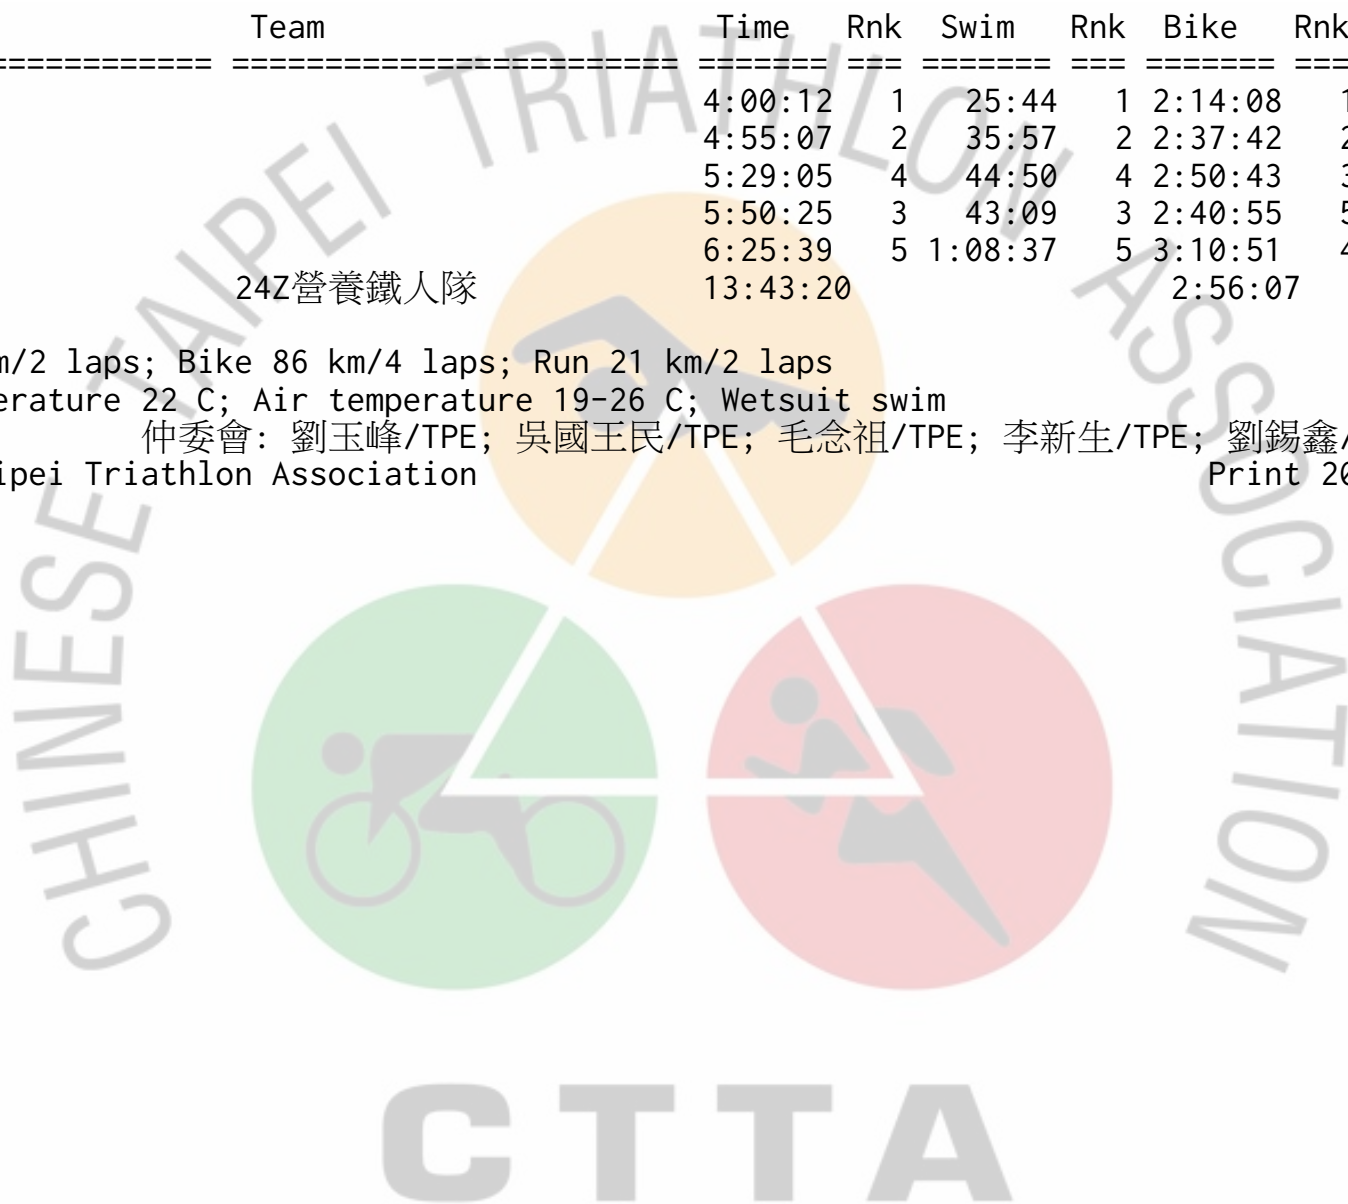 Team Time Rnk Swim Rnk Bike Rnk
============ ======================== ======= === ======= === ======= ===
4:00:12 1 25:44 1 2:14:08 1
4:55:07 2 35:57 2 2:37:42 2
5:29:05 4 44:50 4 2:50:43 3
5:50:25 3 43:09 3 2:40:55 5
6:25:39 5 1:08:37 5 3:10:51 4
24Z營養鐵人隊 13:43:20 2:56:07
m/2 laps; Bike 86 km/4 laps; Run 21 km/2 laps
erature 22 C; Air temperature 19-26 C; Wetsuit swim
仲委會: 劉玉峰/TPE; 吳國王民/TPE; 毛念祖/TPE; 李新生/TPE; 劉錫鑫/
ipei Triathlon Association Print 20
CHINESE TAIPEI TRIATHLON ASSOCIATION
CTTA